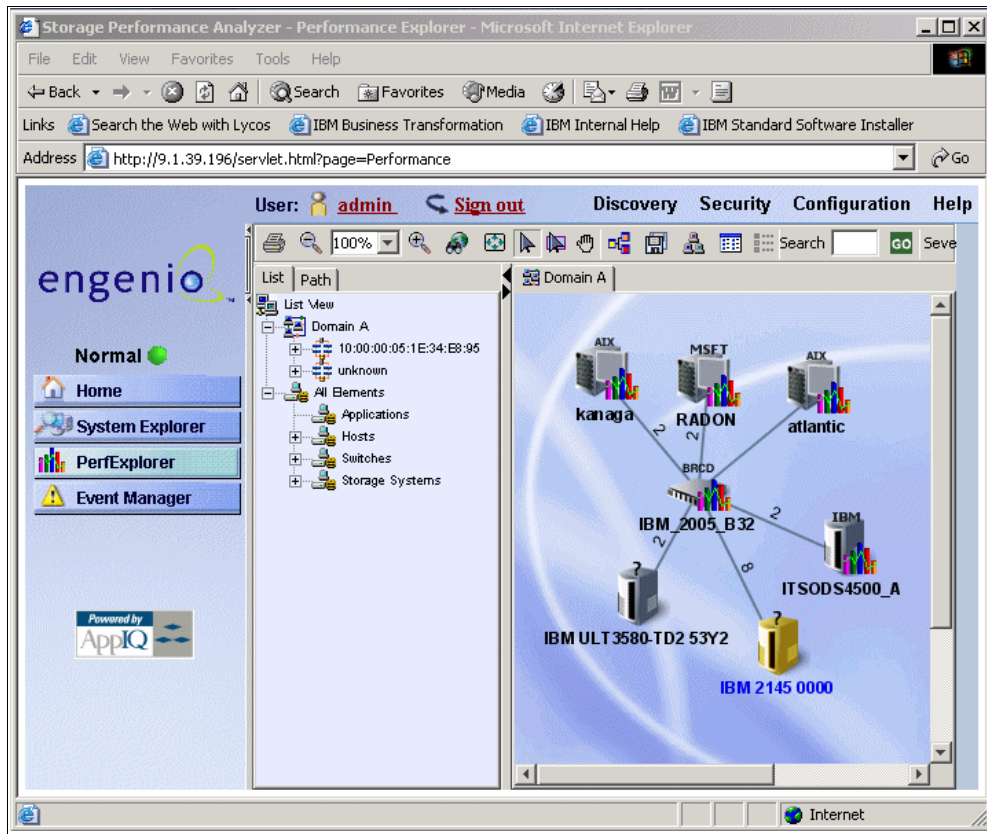 Storage Performance Analyzer - Performance Explorer - Microsoft Internet Explorer
File Edit View Favorites Tools Help
Back Search Favorites Media
Links Search the Web with Lycos IBM Business Transformation IBM Internal Help IBM Standard Software Installer
Address http://9.1.39.196/servlet.html?page=Performance Go
User: admin Sign out Discovery Security Configuration Help
100% Search GO Seve
engenio™
Normal
Home
System Explorer
PerfExplorer
Event Manager
Powered by
AppIQ
List Path
List View
Domain A
10:00:00:05:1E:34:E8:95
unknown
All Elements
Applications
Hosts
Switches
Storage Systems
Domain A
AIX
kanaga
MSFT
RADON
AIX
atlantic
2
2
BRCD
IBM_2005_B32
2
2
8
IBM
ITSODS4500_A
?
IBM ULT3580-TD2 53Y2
?
IBM 2145 0000
Internet